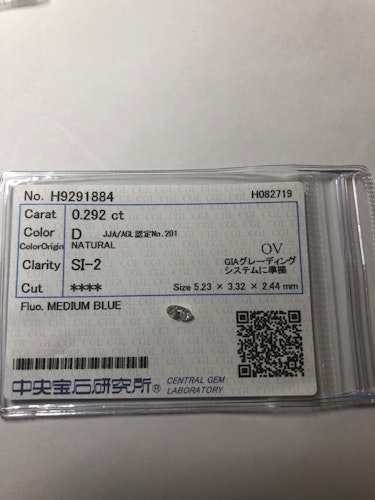 No. H9291884 H082719
Carat 0.292 ct
Color D JJA/AGL認定No.201
ColorOrigin NATURAL OV
Clarity SI-2 GIAグレーディング
システムに準拠
Cut **** Size 5.23 × 3.32 × 2.44 mm
Fluo. MEDIUM BLUE
中央宝石研究所® CENTRAL GEM
LABORATORY